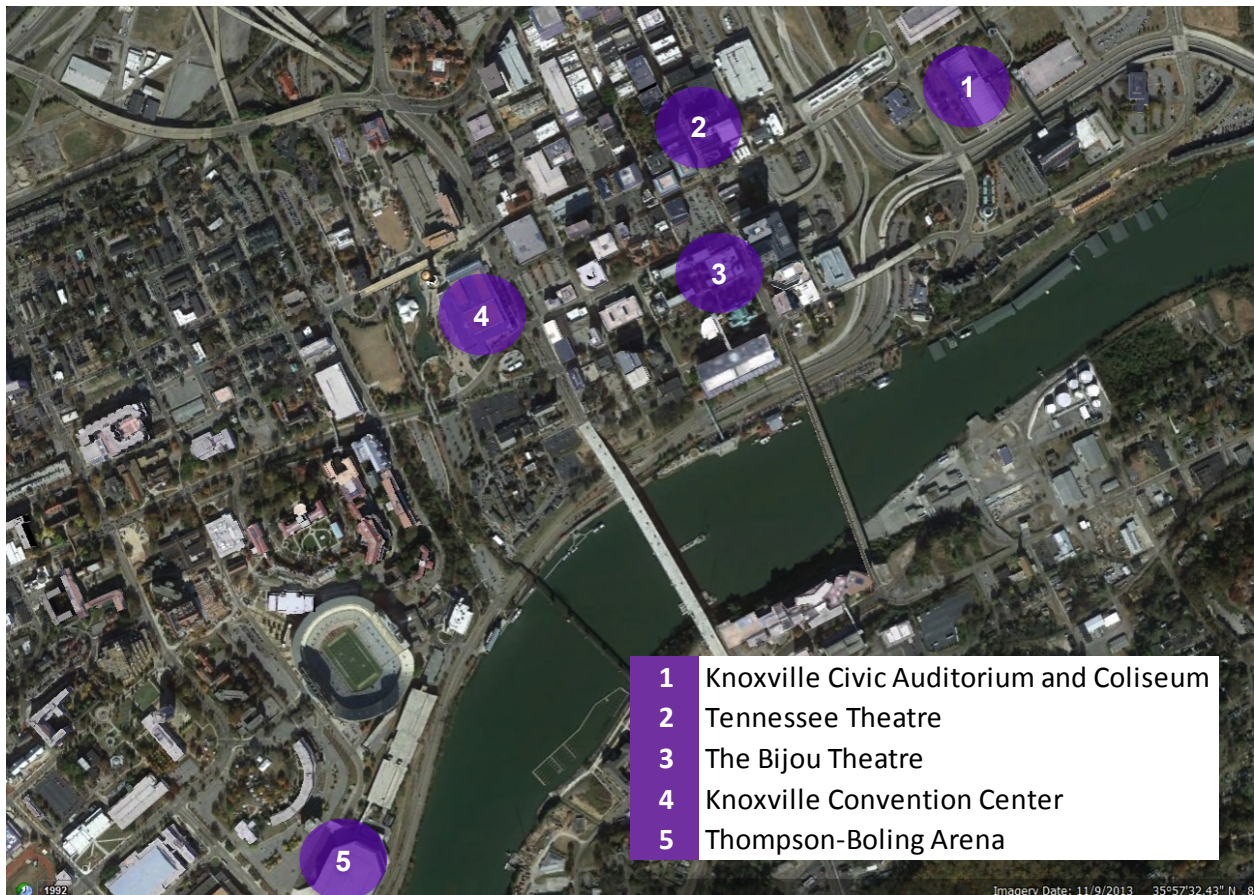 1
2
3
4
5
1 Knoxville Civic Auditorium and Coliseum
2 Tennessee Theatre
3 The Bijou Theatre
4 Knoxville Convention Center
5 Thompson-Boling Arena
1992
Imagery Date: 11/9/2013 35°57'32.43" N 8